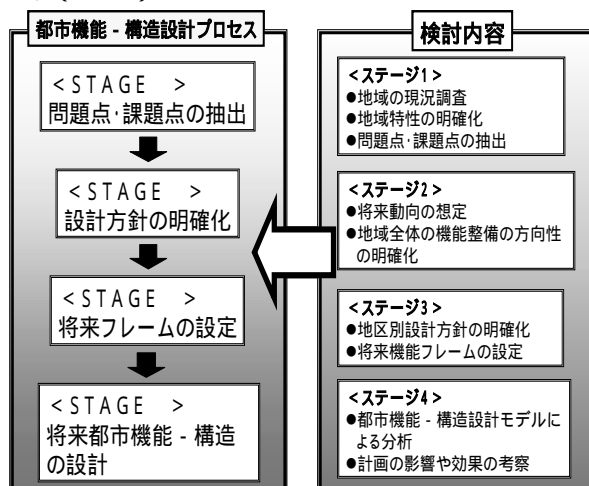 都市機能 - 構造設計プロセス
<STAGE   >
問題点･課題点の抽出
<STAGE   >
設計方針の明確化
<STAGE   >
将来フレームの設定
<STAGE   >
将来都市機能 - 構造
の設計
検討内容
<ステージ1>
●地域の現況調査
●地域特性の明確化
●問題点･課題点の抽出
<ステージ2>
●将来動向の想定
●地域全体の機能整備の方向性
の明確化
<ステージ3>
●地区別設計方針の明確化
●将来機能フレームの設定
<ステージ4>
●都市機能 - 構造設計モデルに
よる分析
●計画の影響や効果の考察